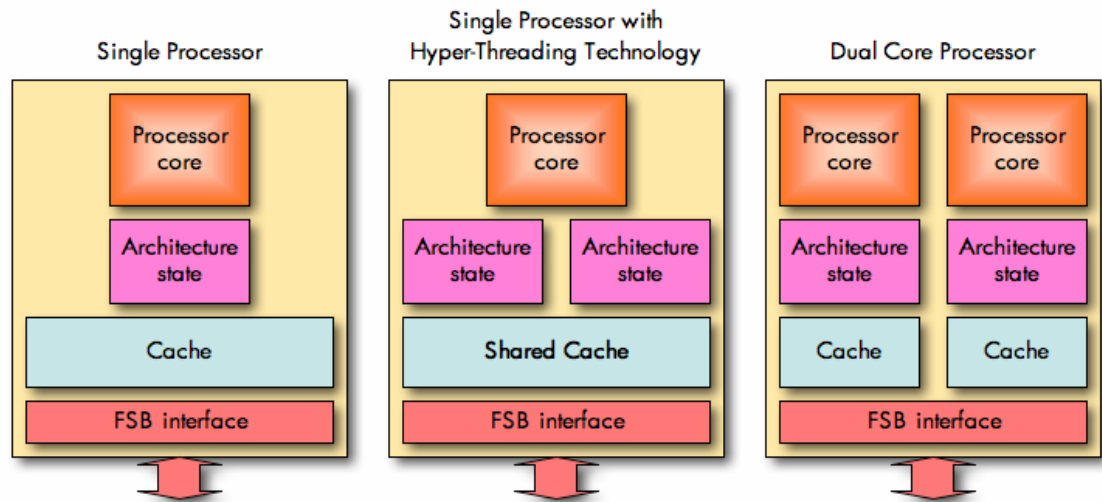 Single Processor
Processor
core
Architecture
state
Cache
FSB interface
Single Processor with
Hyper-Threading Technology
Processor
core
Architecture
state
Architecture
state
Shared Cache
FSB interface
Dual Core Processor
Processor
core
Processor
core
Architecture
state
Architecture
state
Cache
Cache
FSB interface